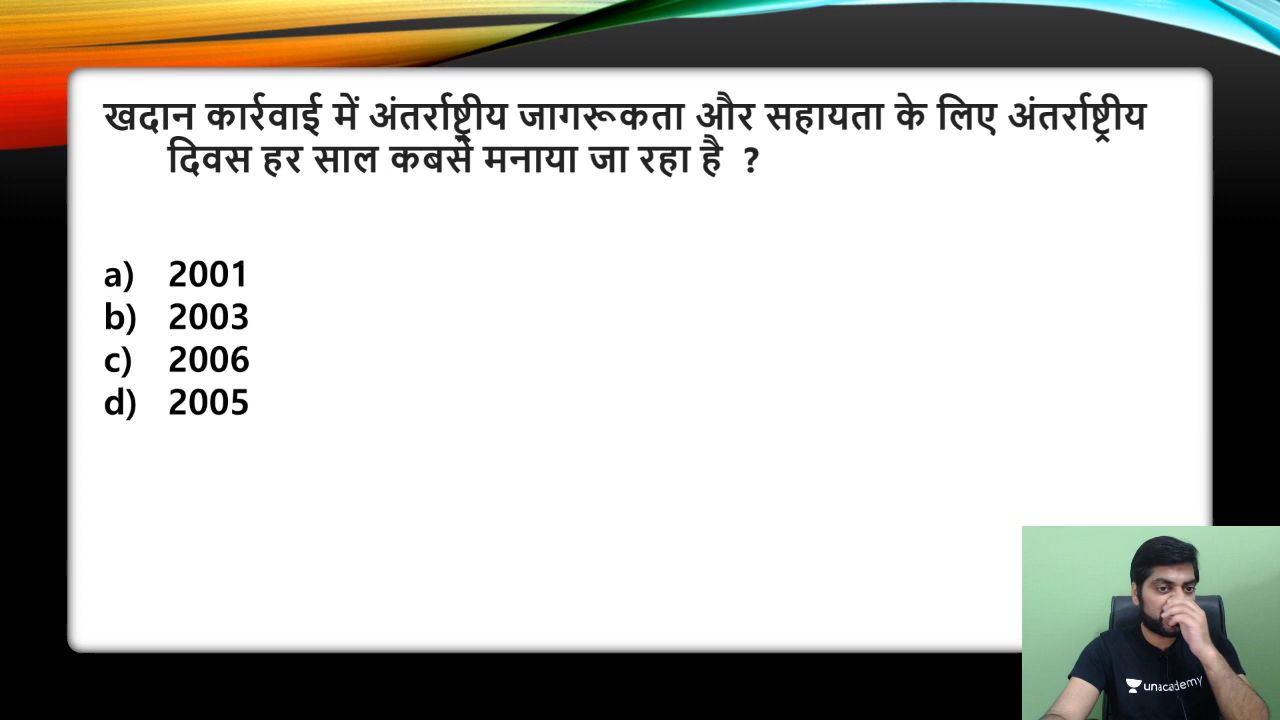 खदान कार्रवाई में अंतर्राष्ट्रीय जागरूकता और सहायता के लिए अंतर्राष्ट्रीय
दिवस हर साल कबसे मनाया जा रहा है ?
a) 2001
b) 2003
c) 2006
d) 2005
unacademy